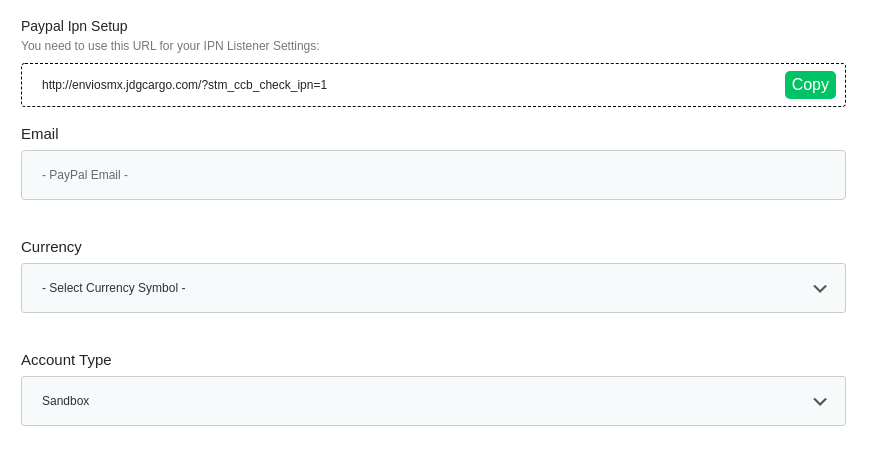 Paypal Ipn Setup
You need to use this URL for your IPN Listener Settings:
http://enviosmx.jdgcargo.com/?stm_ccb_check_ipn=1
Copy
Email
- PayPal Email -
Currency
- Select Currency Symbol -
Account Type
Sandbox